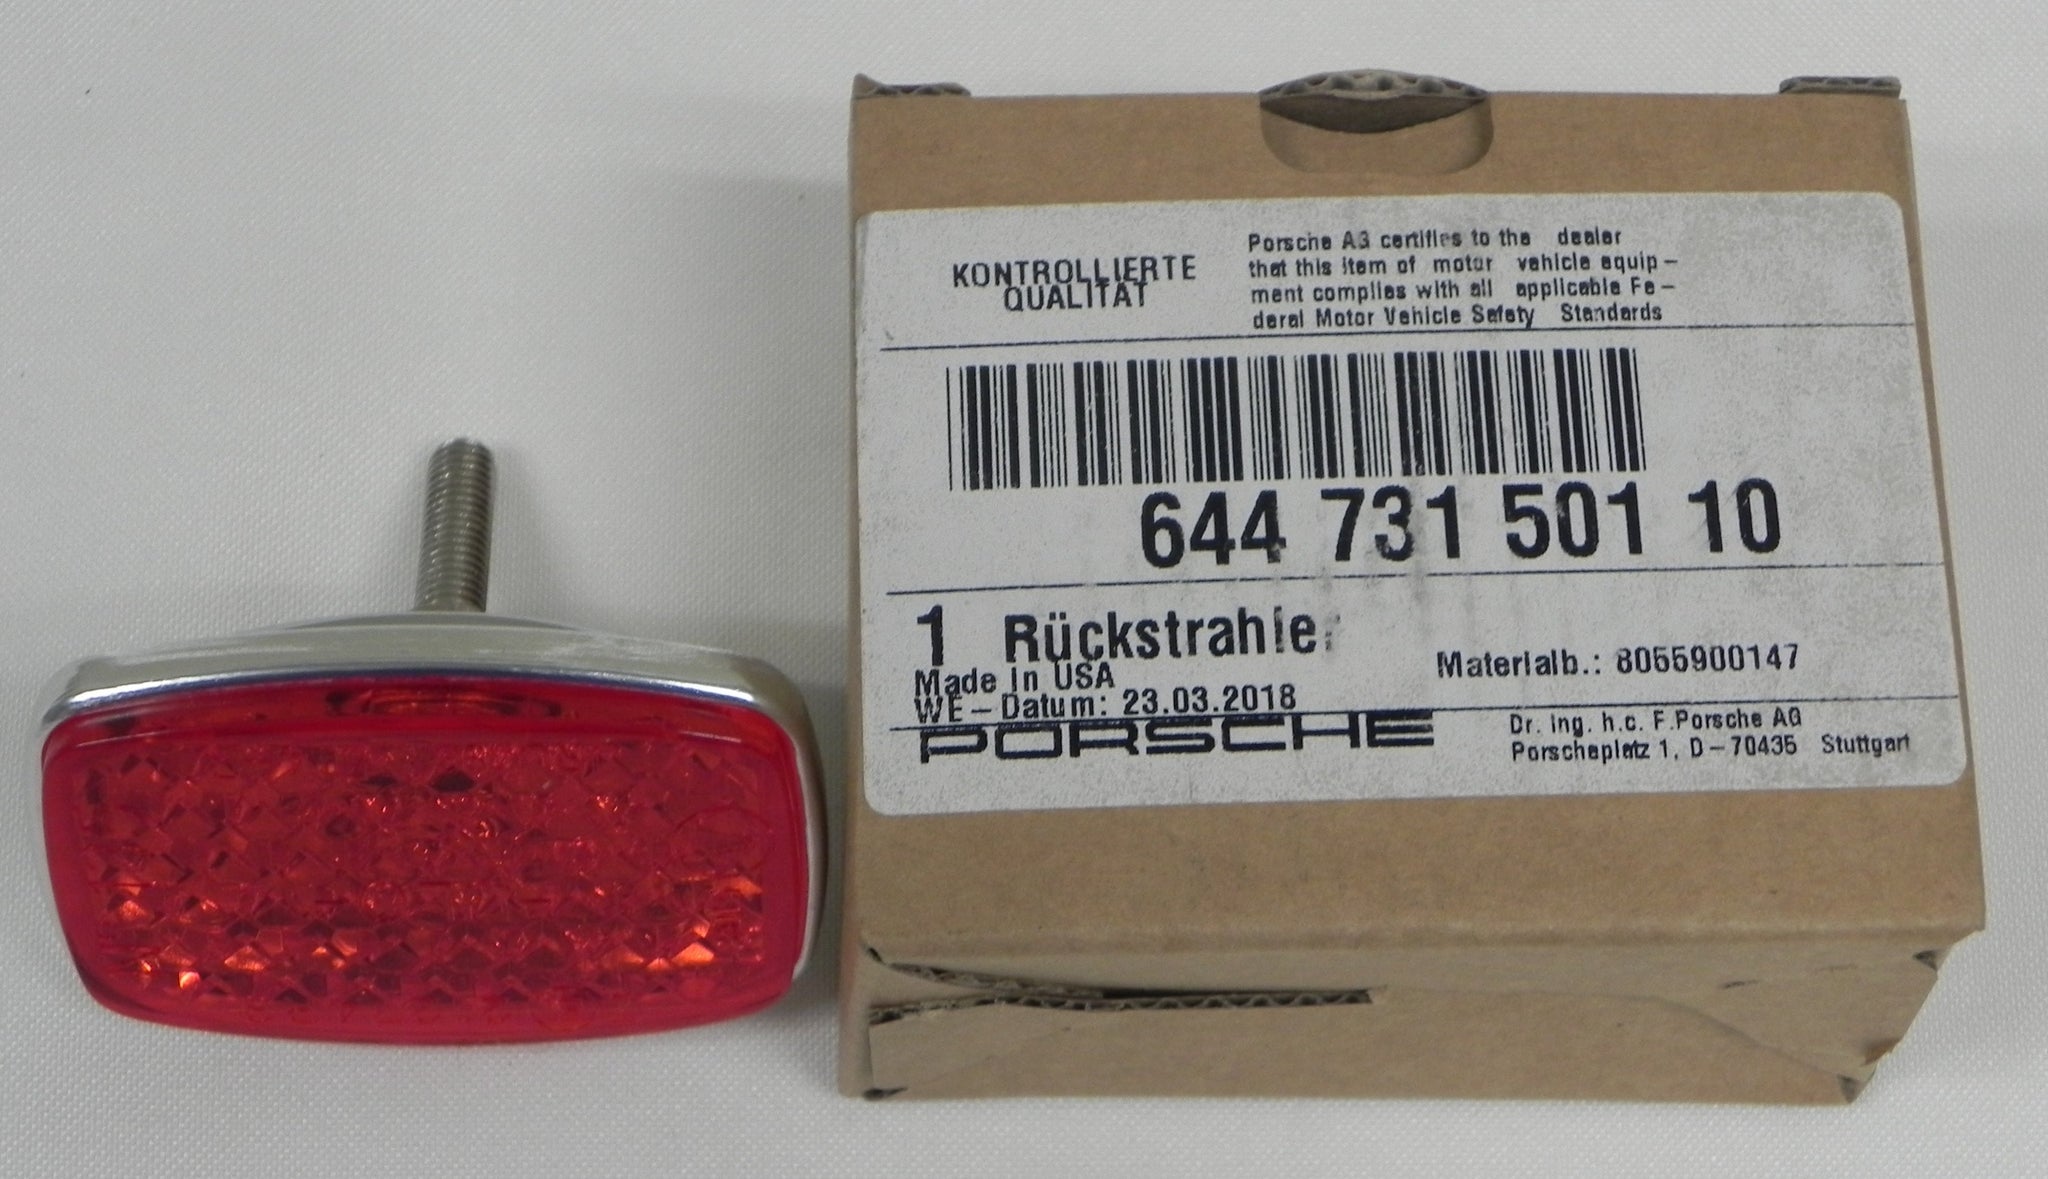 KONTROLLIERTE
QUALITÄT
Porsche AG certifies to the dealer
that this item of motor vehicle equip-
ment complies with all applicable Fe-
deral Motor Vehicle Safety Standards
644 731 501 10
1 Rückstrahler
Made in USA
WE-Datum: 23.03.2018
Materialb.: 8055900147
PORSCHE
Dr. Ing. h.c. F.Porsche AG
Porscheplatz 1, D-70435 Stuttgart